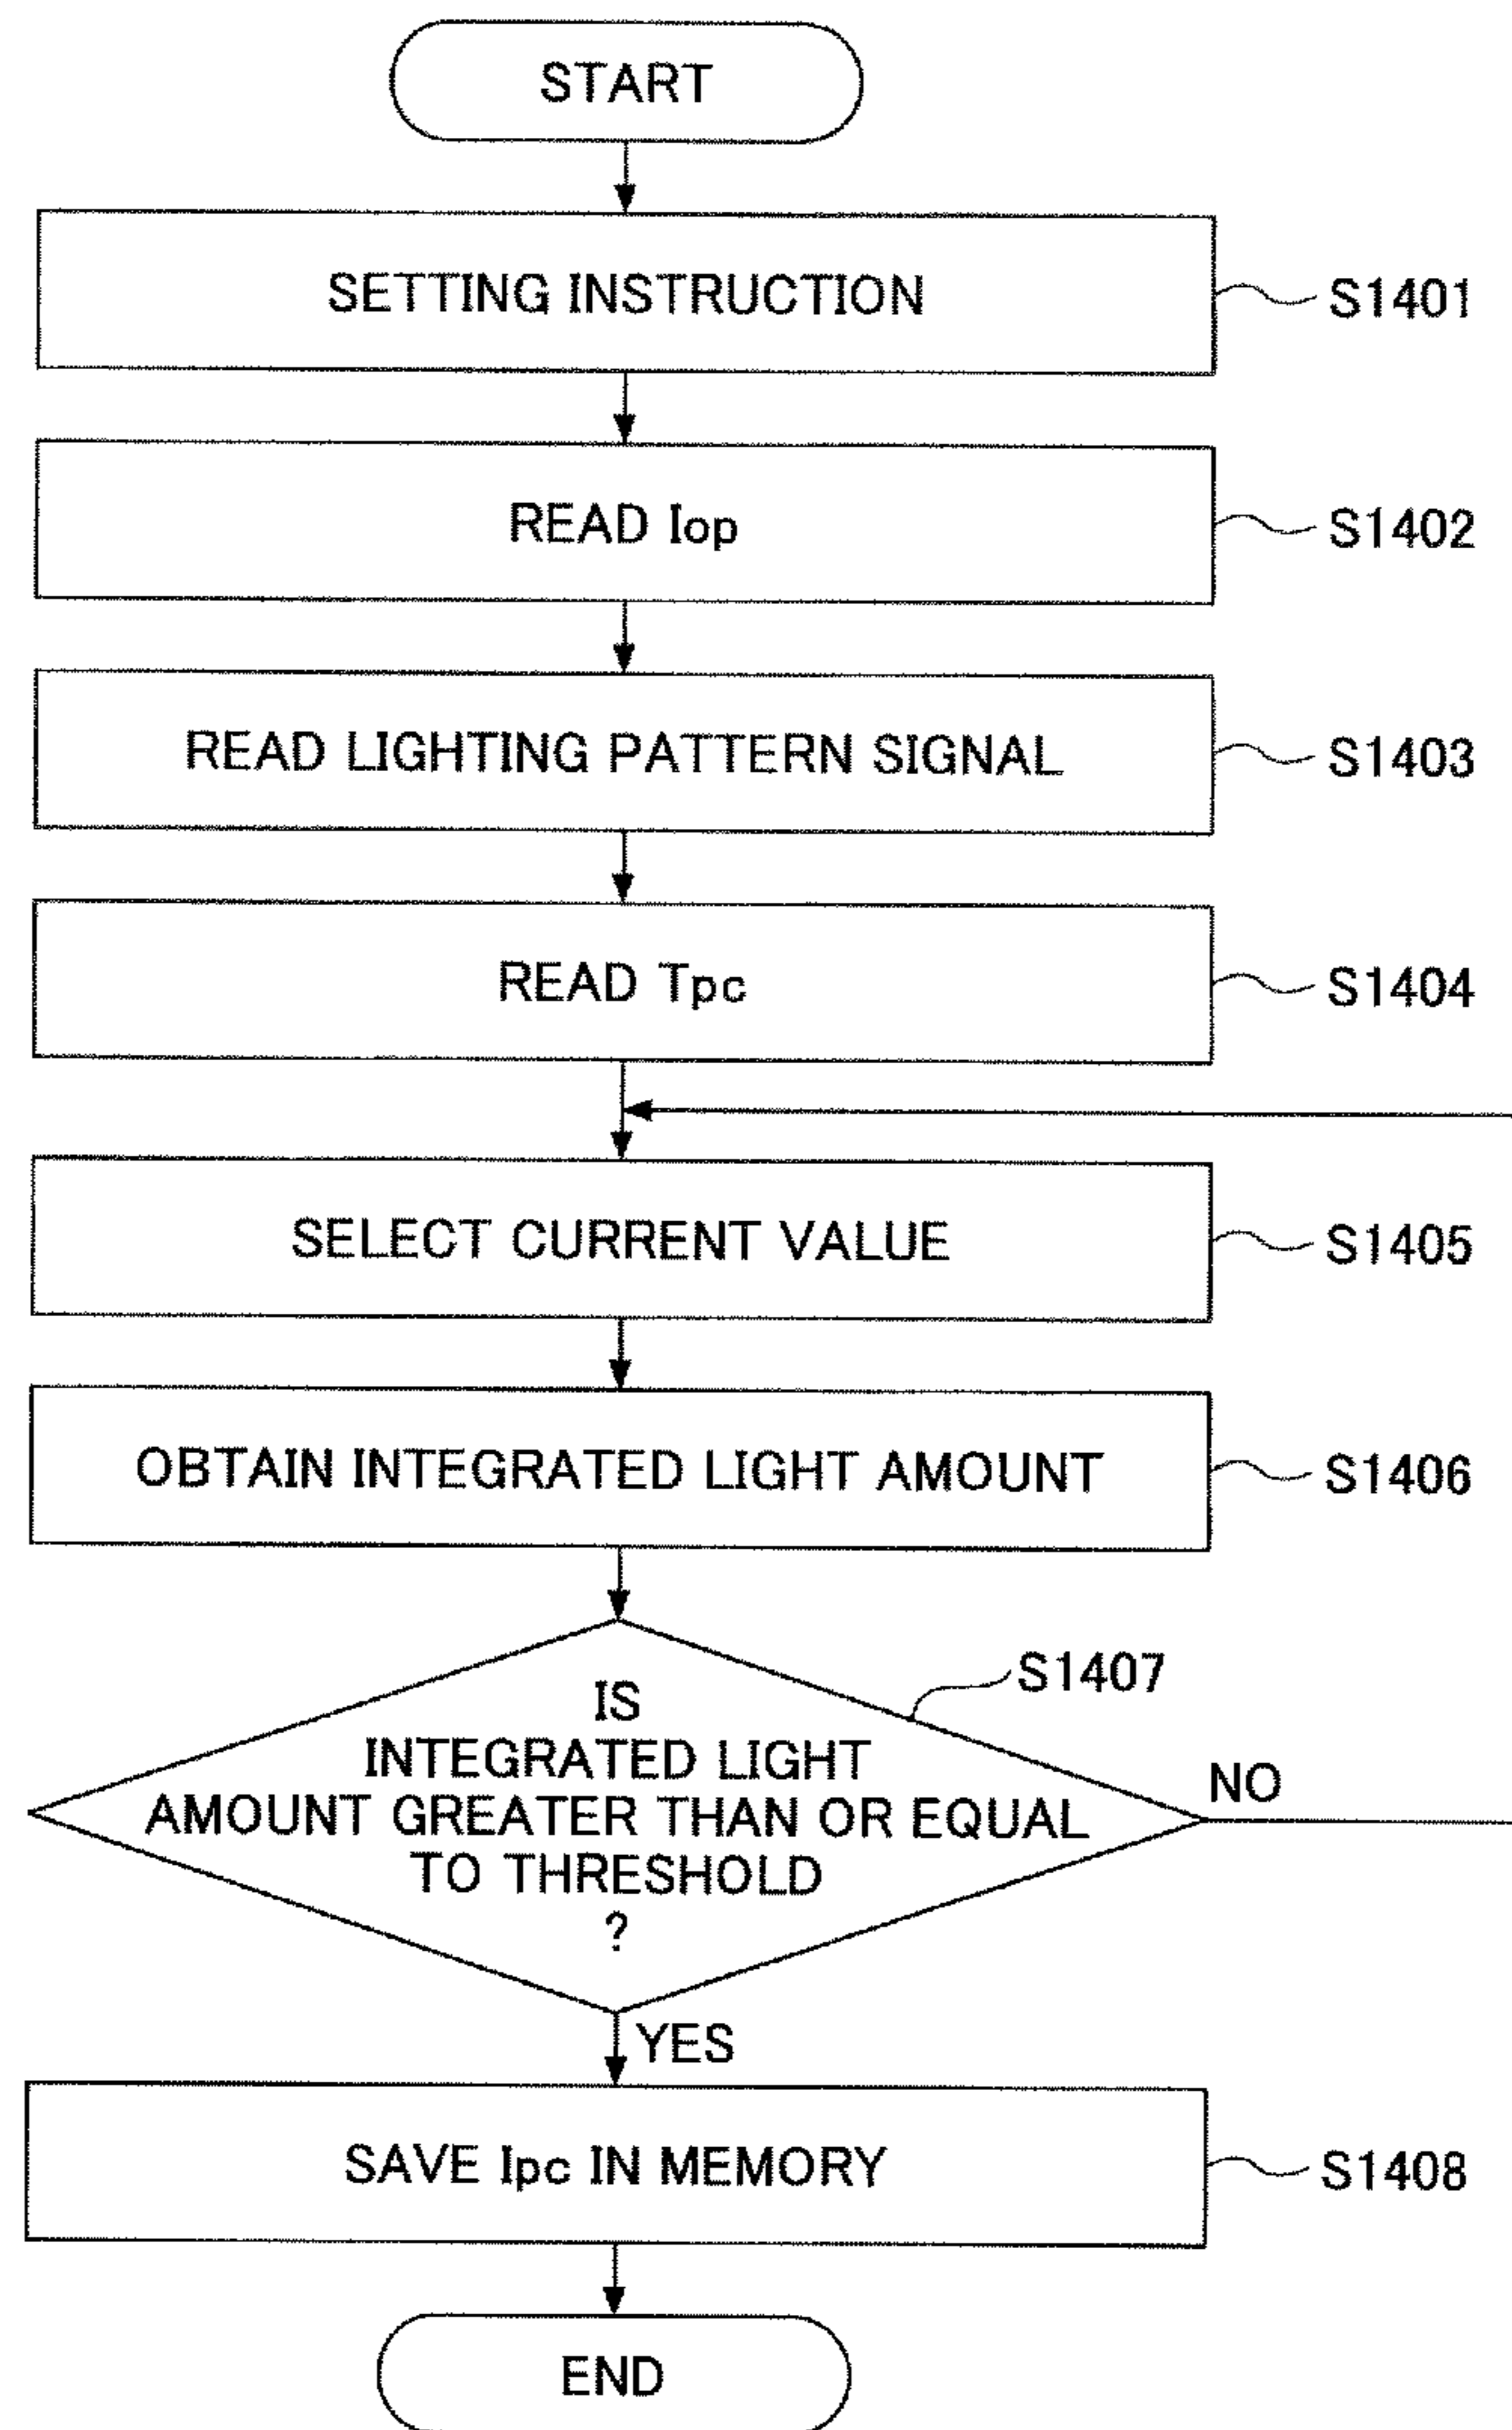 START
SETTING INSTRUCTION
S1401
READ Iop
S1402
READ LIGHTING PATTERN SIGNAL
S1403
READ Tpc
S1404
SELECT CURRENT VALUE
S1405
OBTAIN INTEGRATED LIGHT AMOUNT
S1406
S1407
IS
INTEGRATED LIGHT
AMOUNT GREATER THAN OR EQUAL
TO THRESHOLD
?
NO
YES
SAVE Ipc IN MEMORY
S1408
END